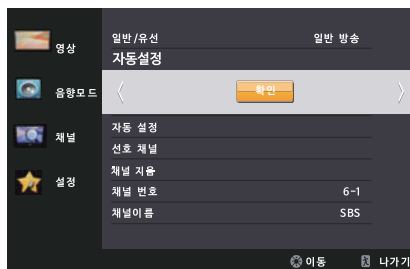 영상
음향모드
채널
설정
일반/유선 일반 방송
자동설정
확인
자동 설정
선호 채널
채널 지움
채널 번호 6-1
채널이름 SBS
이동 나가기